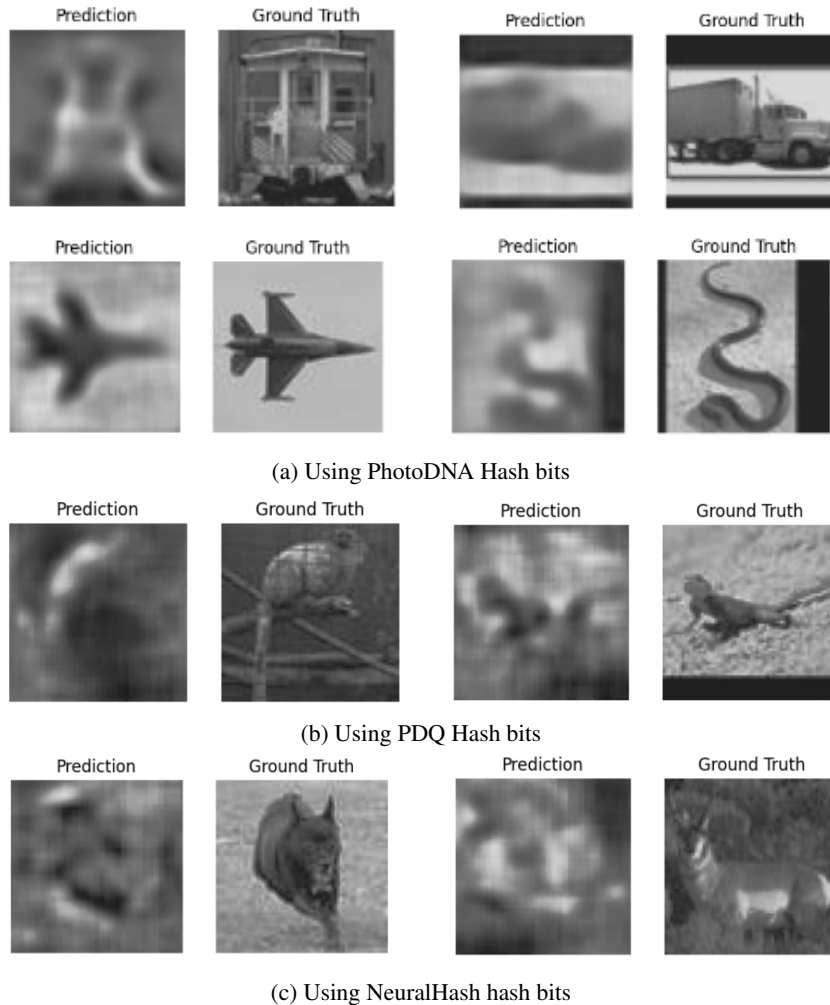 Prediction Ground Truth Prediction Ground Truth
Prediction Ground Truth Prediction Ground Truth
(a) Using PhotoDNA Hash bits
Prediction Ground Truth Prediction Ground Truth
(b) Using PDQ Hash bits
Prediction Ground Truth Prediction Ground Truth
(c) Using NeuralHash hash bits